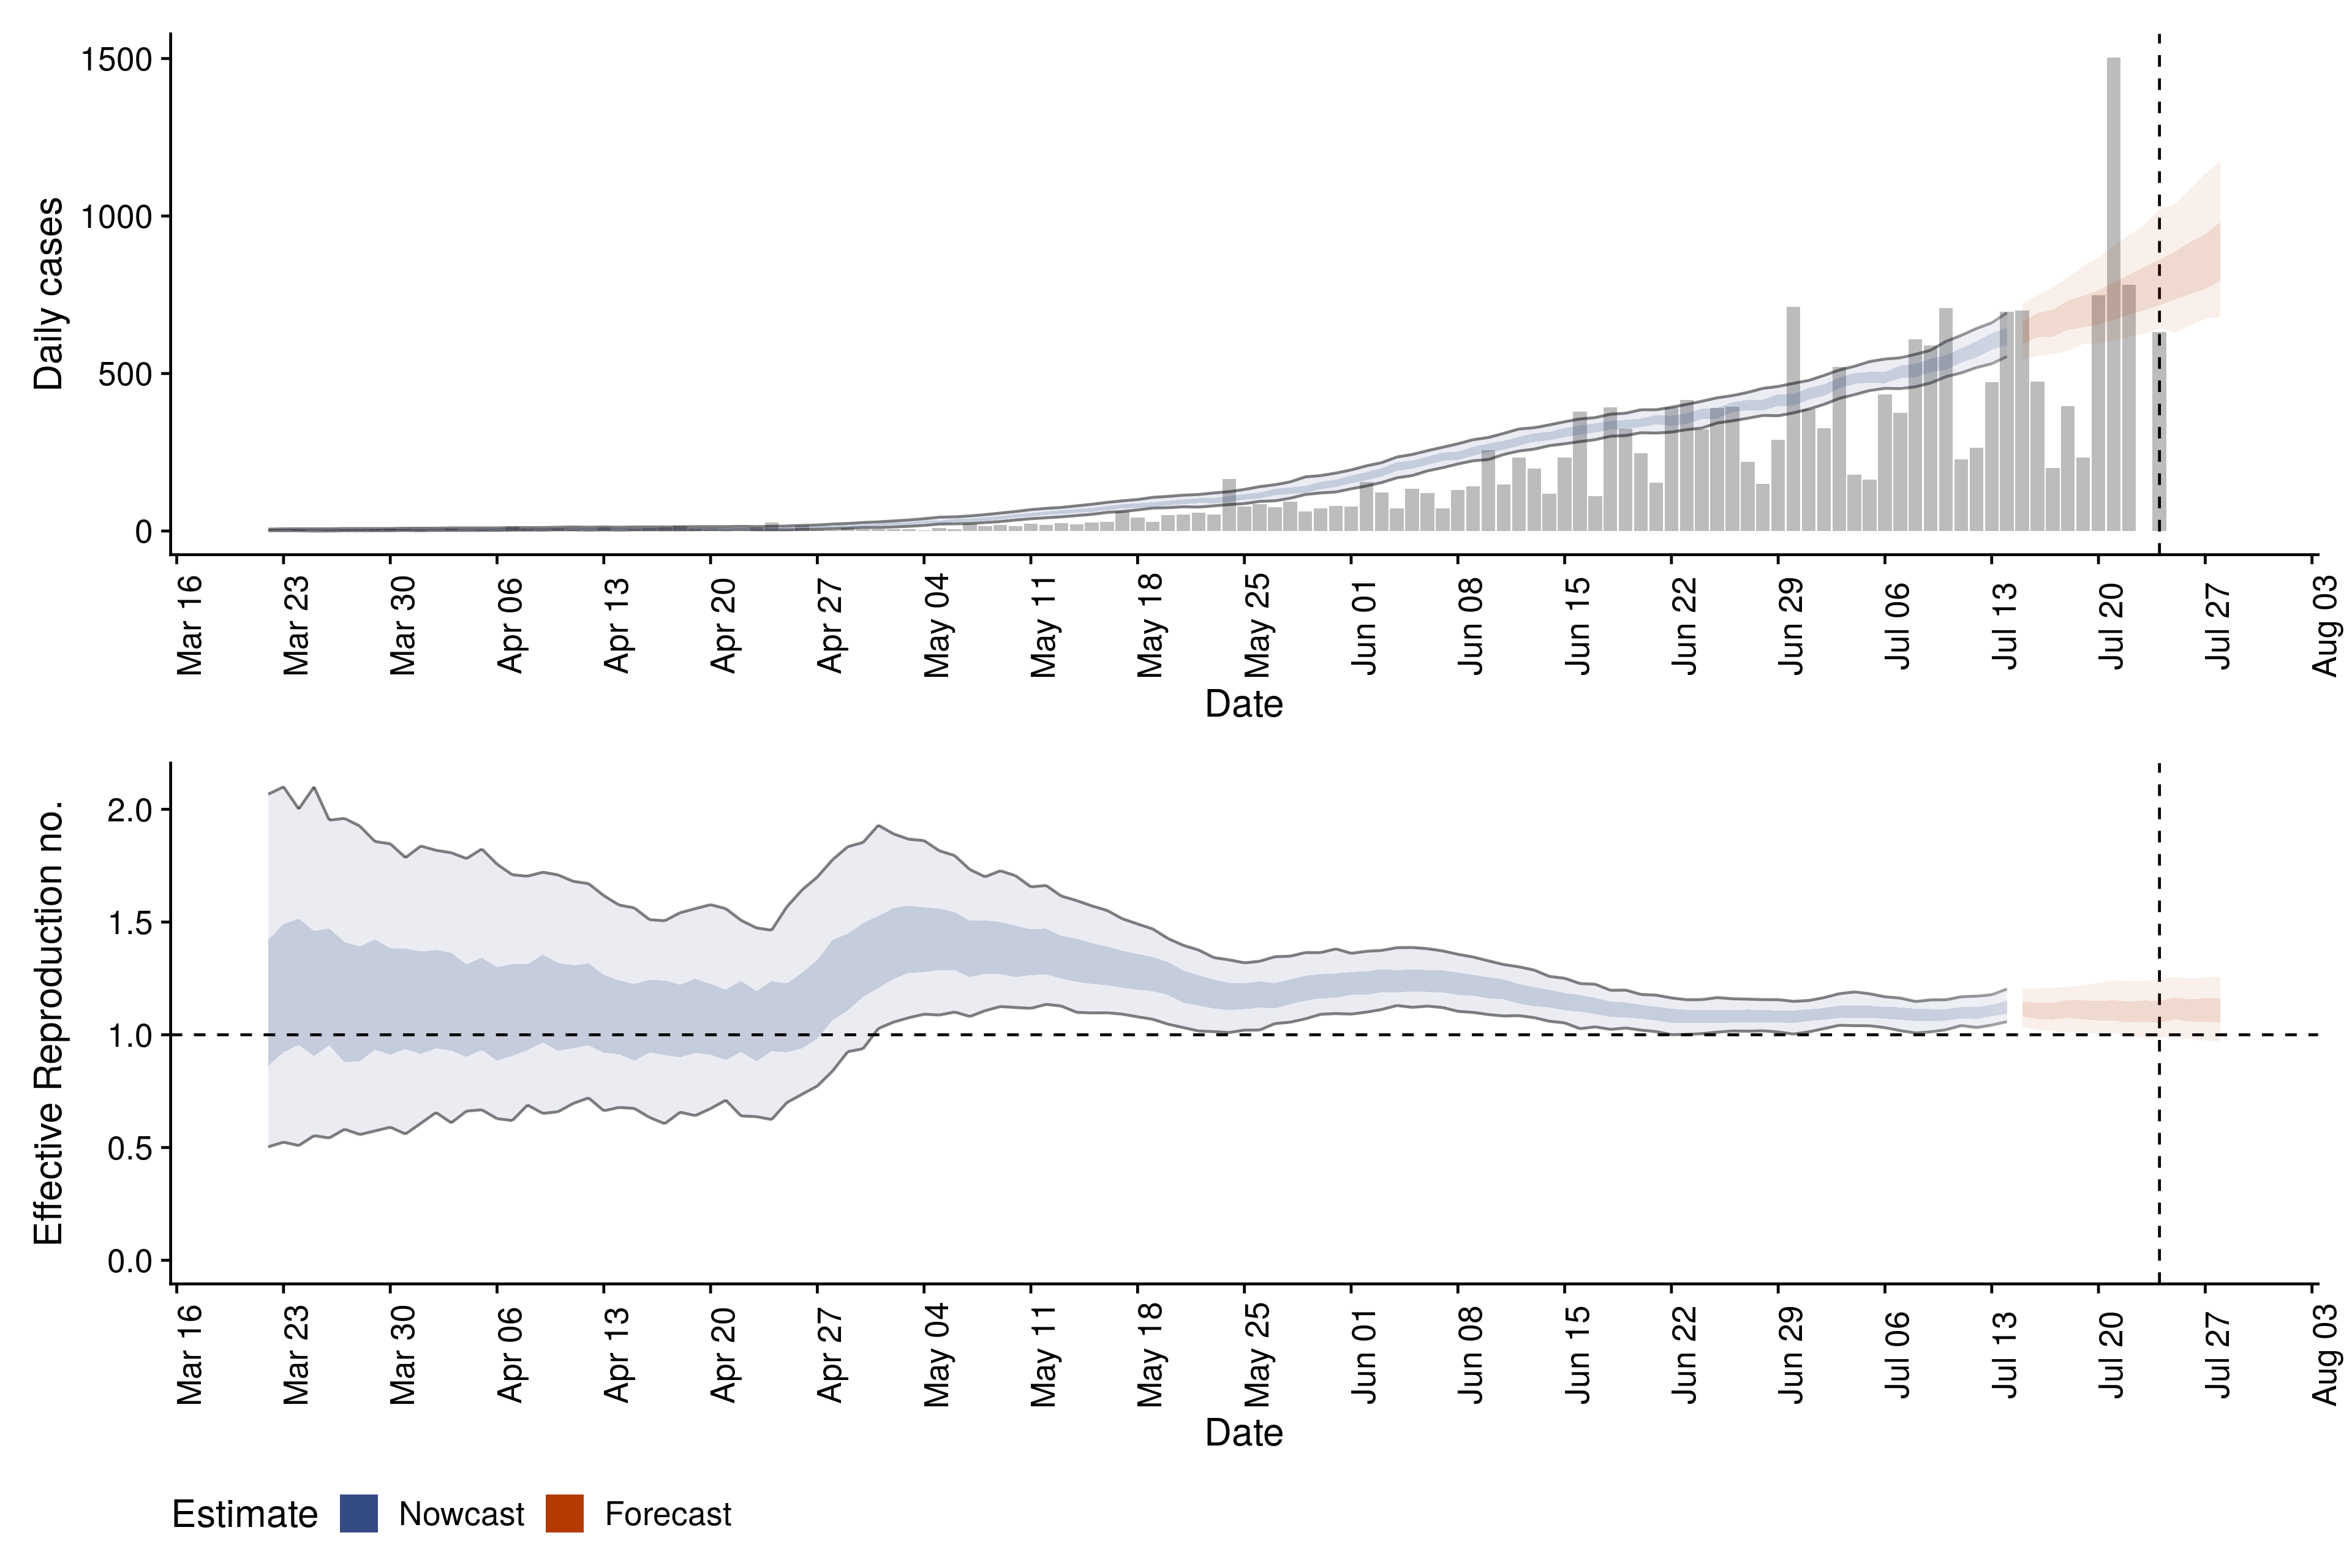 Daily cases
1500
1000
500
0
Mar 16 Mar 23 Mar 30 Apr 06 Apr 13 Apr 20 Apr 27 May 04 May 11 May 18 May 25 Jun 01 Jun 08 Jun 15 Jun 22 Jun 29 Jul 06 Jul 13 Jul 20 Jul 27 Aug 03
Date
Effective Reproduction no.
2.0
1.5
1.0
0.5
0.0
Mar 16 Mar 23 Mar 30 Apr 06 Apr 13 Apr 20 Apr 27 May 04 May 11 May 18 May 25 Jun 01 Jun 08 Jun 15 Jun 22 Jun 29 Jul 06 Jul 13 Jul 20 Jul 27 Aug 03
Date
Estimate Nowcast Forecast